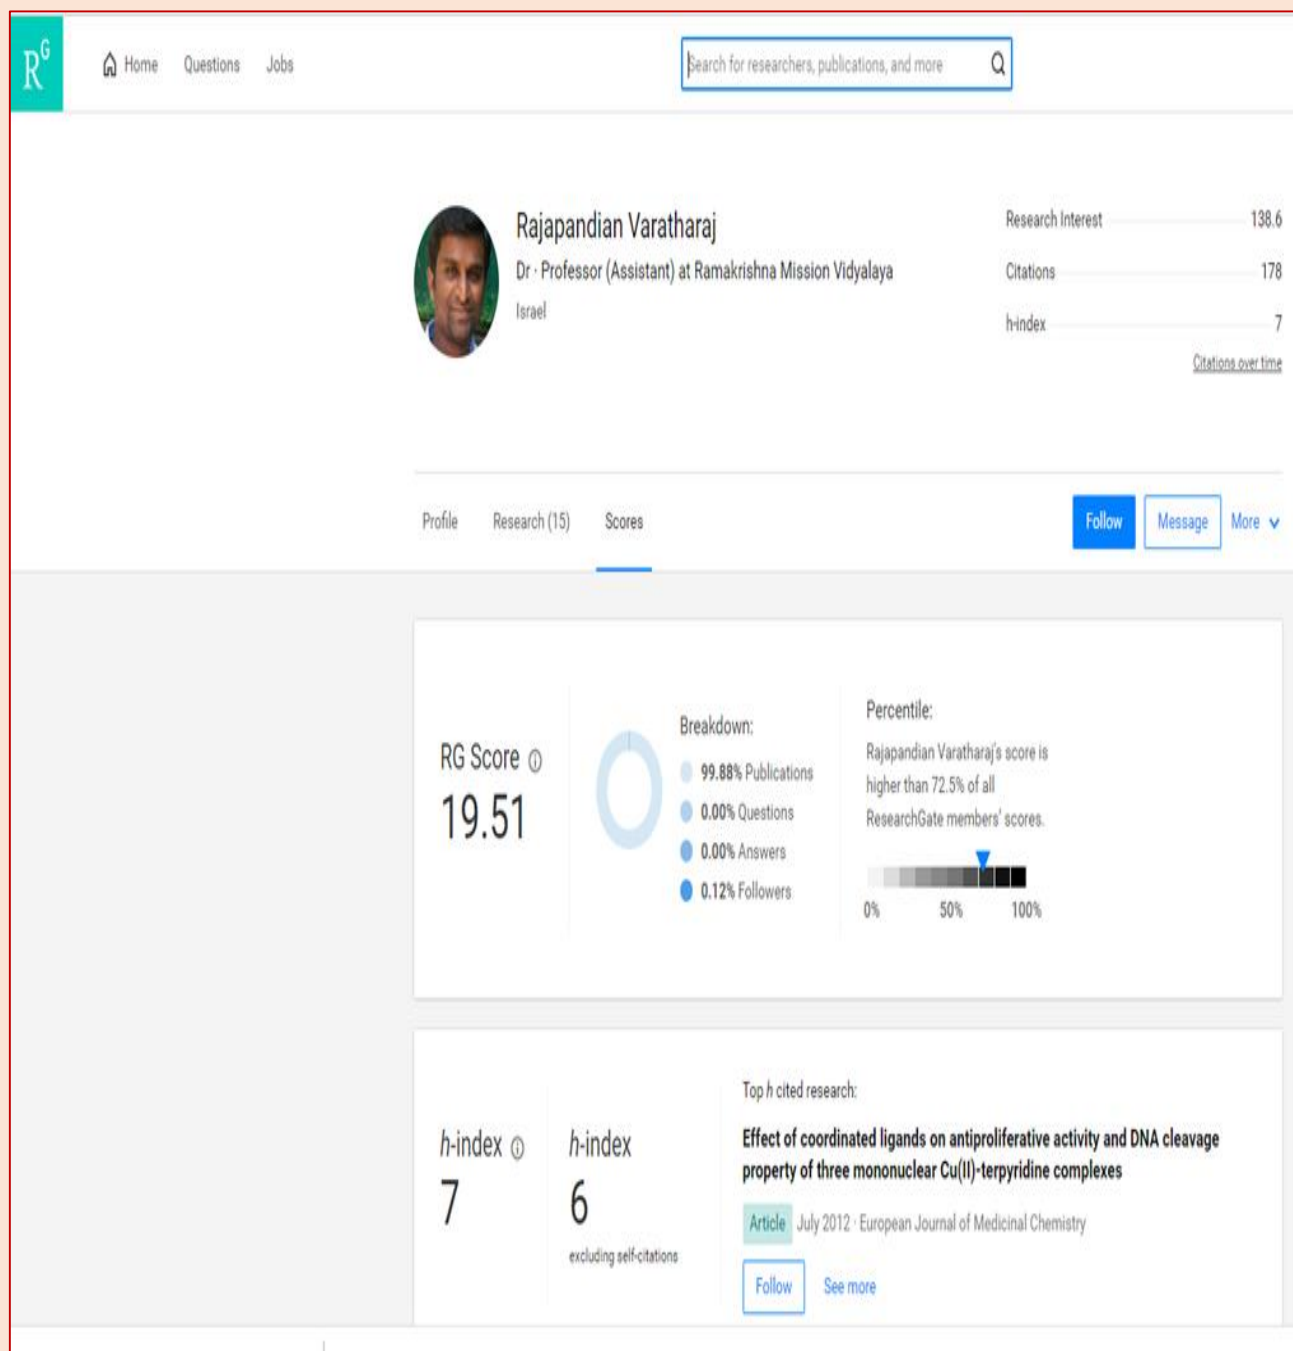 RG
Home Questions Jobs
Search for researchers, publications, and more
Rajapandian Varatharaj
Dr · Professor (Assistant) at Ramakrishna Mission Vidyalaya
Israel
Research Interest 138.6
Citations 178
h-index 7
Citations over time
Profile Research (15) Scores
Follow Message More
RG Score
19.51
Breakdown:
99.88% Publications
0.00% Questions
0.00% Answers
0.12% Followers
Percentile:
Rajapandian Varatharaj's score is
higher than 72.5% of all
ResearchGate members' scores.
0% 50% 100%
h-index
7
h-index
6
excluding self-citations
Top h cited research:
Effect of coordinated ligands on antiproliferative activity and DNA cleavage
property of three mononuclear Cu(II)-terpyridine complexes
Article July 2012 · European Journal of Medicinal Chemistry
Follow See more